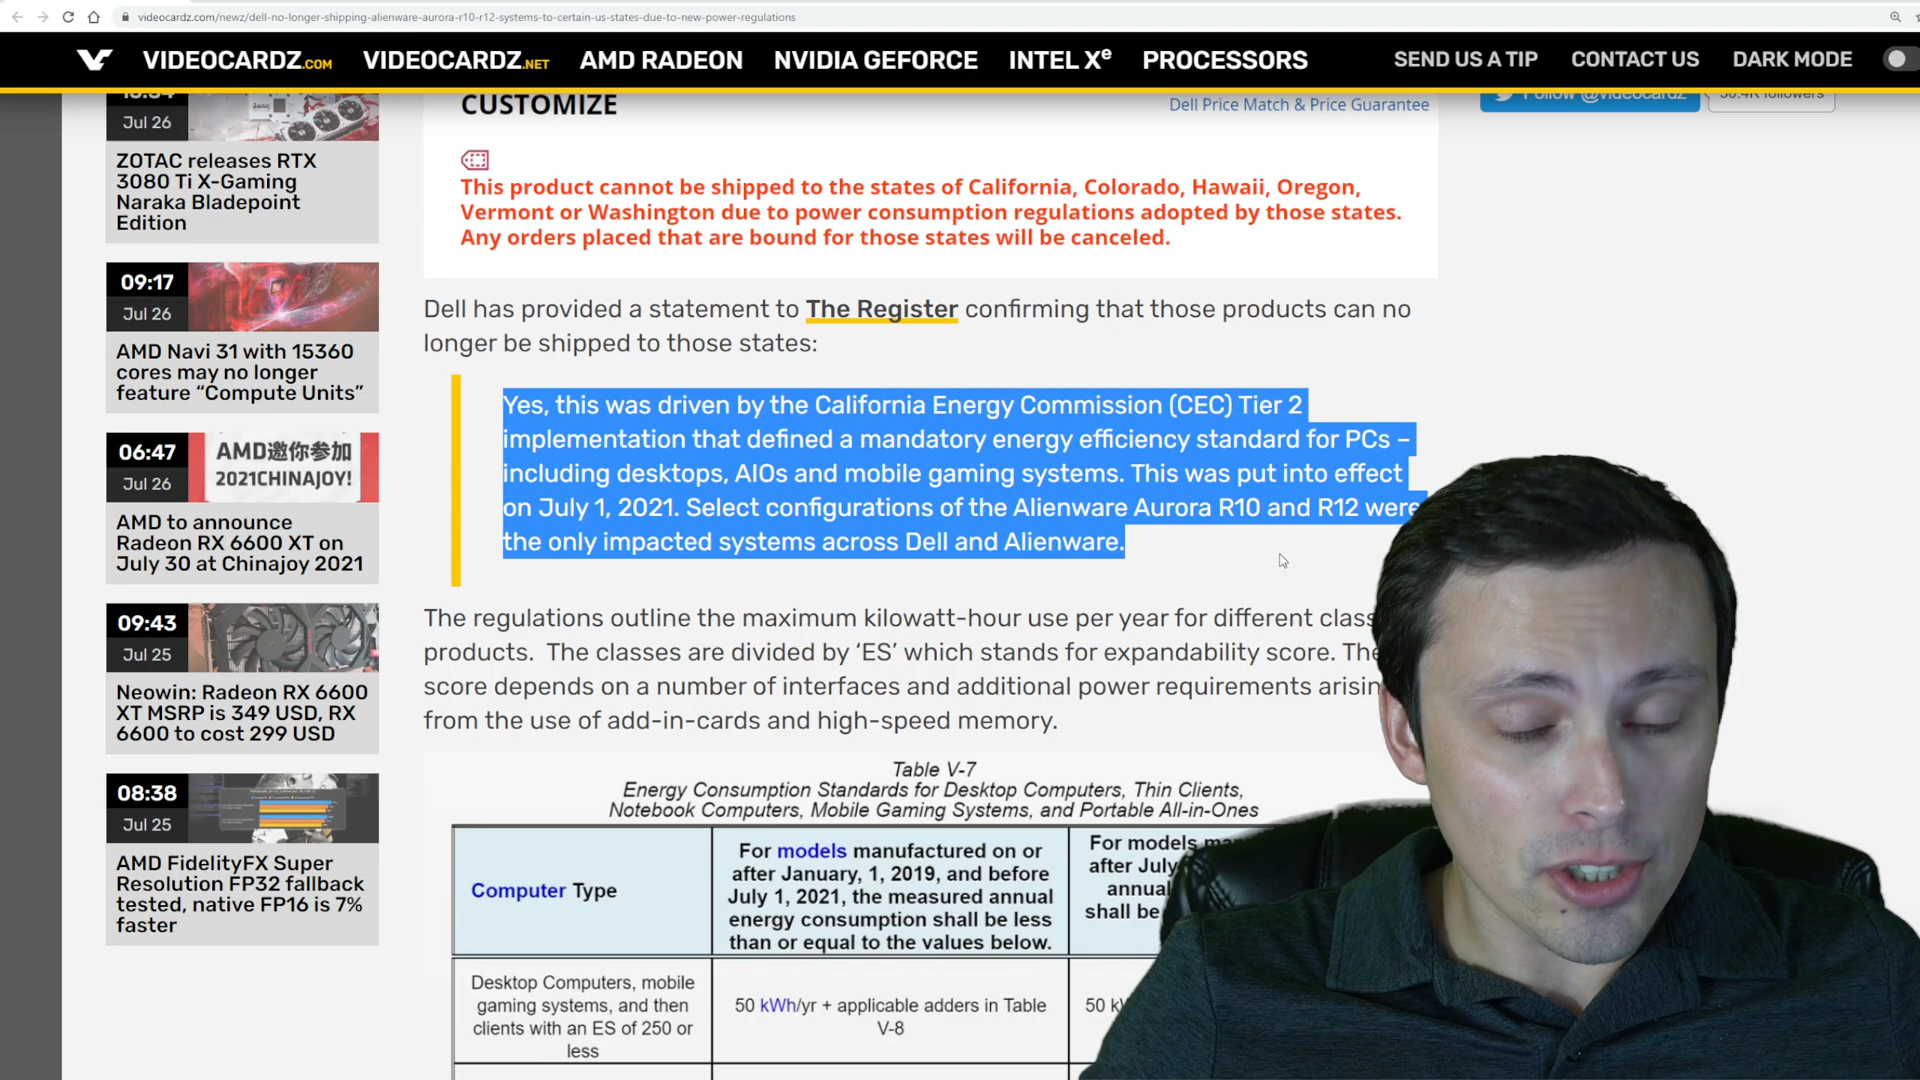 videocardz.com/newz/dell-no-longer-shipping-alienware-aurora-r10-r12-systems-to-certain-us-states-due-to-new-power-regulations
VIDEOCARDZ.COM VIDEOCARDZ.NET AMD RADEON NVIDIA GEFORCE INTEL Xe PROCESSORS SEND US A TIP CONTACT US DARK MODE
Jul 26
ZOTAC releases RTX
3080 Ti X-Gaming
Naraka Bladepoint
Edition
09:17
Jul 26
AMD Navi 31 with 15360
cores may no longer
feature “Compute Units”
06:47
Jul 26
AMD邀你参加
2021CHINAJOY!
AMD to announce
Radeon RX 6600 XT on
July 30 at Chinajoy 2021
09:43
Jul 25
Neowin: Radeon RX 6600
XT MSRP is 349 USD, RX
6600 to cost 299 USD
08:38
Jul 25
AMD FidelityFX Super
Resolution FP32 fallback
tested, native FP16 is 7%
faster
CUSTOMIZE
Dell Price Match & Price Guarantee
This product cannot be shipped to the states of California, Colorado, Hawaii, Oregon,
Vermont or Washington due to power consumption regulations adopted by those states.
Any orders placed that are bound for those states will be canceled.
Dell has provided a statement to The Register confirming that those products can no
longer be shipped to those states:
Yes, this was driven by the California Energy Commission (CEC) Tier 2
implementation that defined a mandatory energy efficiency standard for PCs –
including desktops, AIOs and mobile gaming systems. This was put into effect
on July 1, 2021. Select configurations of the Alienware Aurora R10 and R12 were
the only impacted systems across Dell and Alienware.
The regulations outline the maximum kilowatt-hour use per year for different
products. The classes are divided by ‘ES’ which stands for expandability score.
score depends on a number of interfaces and additional power requirements
from the use of add-in-cards and high-speed memory.
Table V-7
Energy Consumption Standards for Desktop Computers, Thin Clients,
Notebook Computers, Mobile Gaming Systems, and Portable All-in-Ones
Computer Type
For models manufactured on or
after January, 1, 2019, and before
July 1, 2021, the measured annual
energy consumption shall be less
than or equal to the values below.
For models
after July
annual
shall be
Desktop Computers, mobile
gaming systems, and then
clients with an ES of 250 or
less
50 kWh/yr + applicable adders in Table
V-8
50
Follow @videocardz
followers